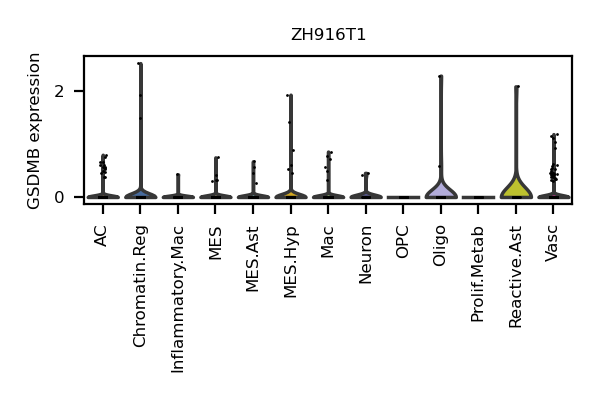 ZH916T1
GSDMB expression
2
0
AC
Chromatin.Reg
Inflammatory.Mac
MES
MES.Ast
MES.Hyp
Mac
Neuron
OPC
Oligo
Prolif.Metab
Reactive.Ast
Vasc